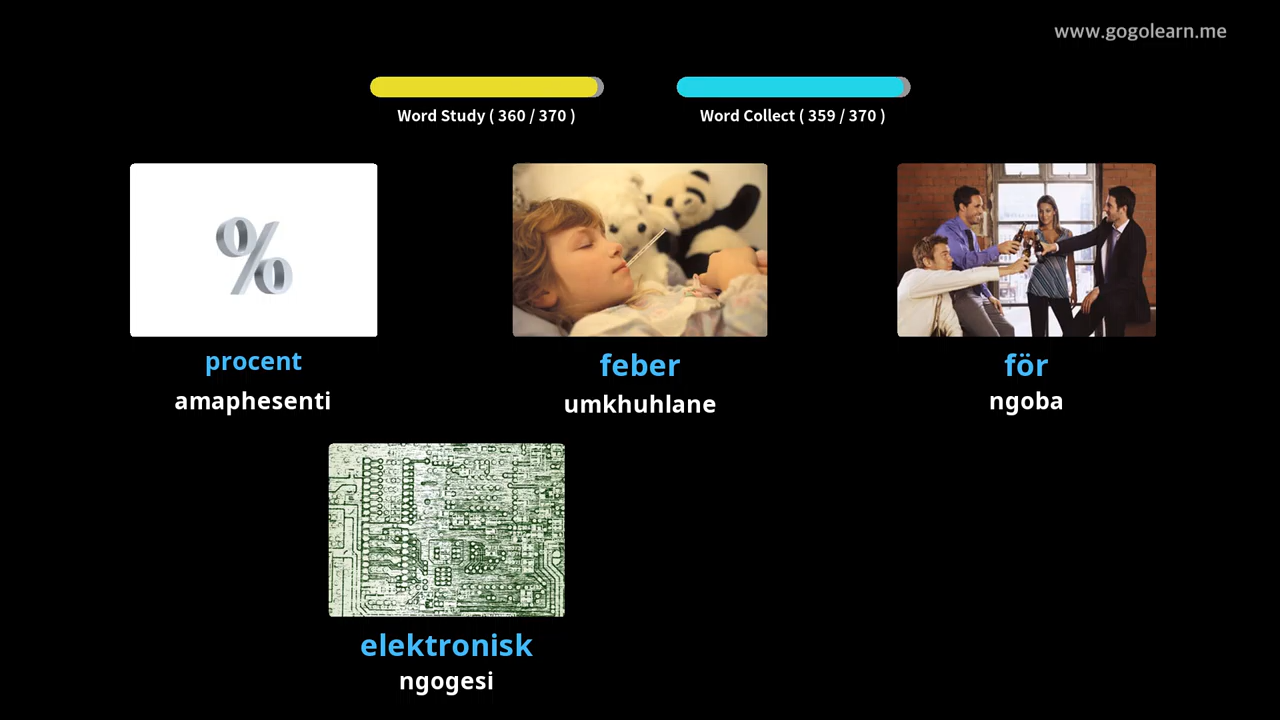 www.gogolearn.me
Word Study ( 360 / 370 )
Word Collect ( 359 / 370 )
%
procent
amaphesenti
feber
umkhuhlane
för
ngoba
elektronisk
ngogesi